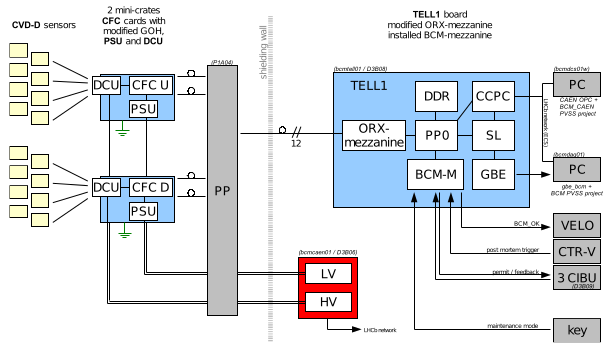 CVD-D sensors
2 mini-crates
CFC cards with
modified GOH,
PSU and DCU
TELL1 board
modified ORX-mezzanine
installed BCM-mezzanine
shielding wall
(P1A04)
(bcmtell01 / D3B08)
(bcmdcs01w)
DCU
CFC U
PSU
DCU
CFC D
PSU
PP
12
TELL1
DDR
CCPC
ORX-
mezzanine
PP0
SL
BCM-M
GBE
PC
CAEN OPC +
BCM_CAEN
PVSS project
LHCb network (ECS)
(bcmdaq01)
PC
gbe_bcm +
BCM PVSS project
BCM_OK
VELO
post mortem trigger
CTR-V
permit / feedback
3 CIBU
(D3B09)
maintenance mode
key
(bcmcaen01 / D3B06)
LV
HV
LHCb network